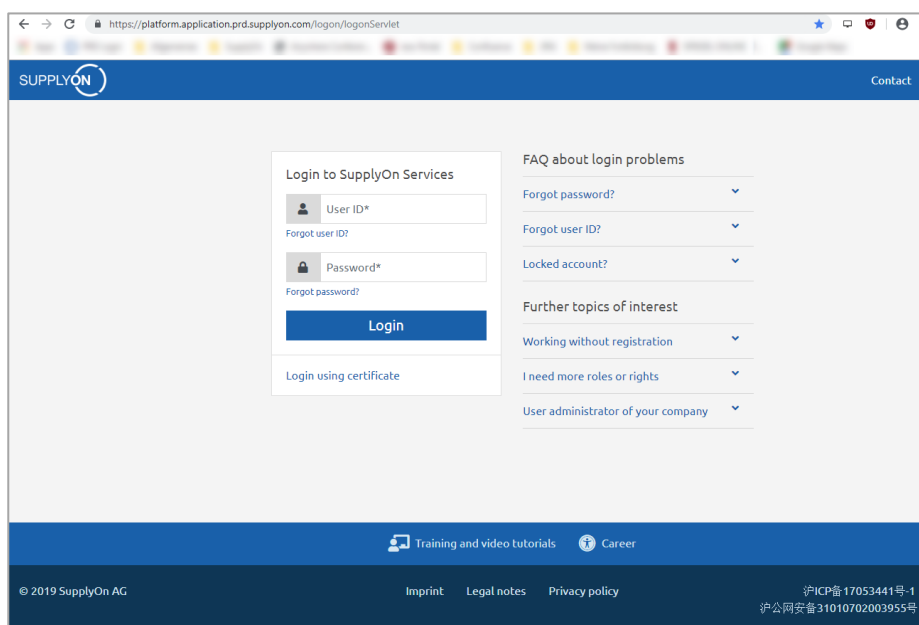 https://platform.application.prd.supplyon.com/logon/logonServlet
SUPPLYON
Contact
Login to SupplyOn Services
User ID*
Forgot user ID?
Password*
Forgot password?
Login
Login using certificate
FAQ about login problems
Forgot password?
Forgot user ID?
Locked account?
Further topics of interest
Working without registration
I need more roles or rights
User administrator of your company
Training and video tutorials
Career
© 2019 SupplyOn AG
Imprint
Legal notes
Privacy policy
沪ICP备17053441号-1
沪公网安备31010702003955号